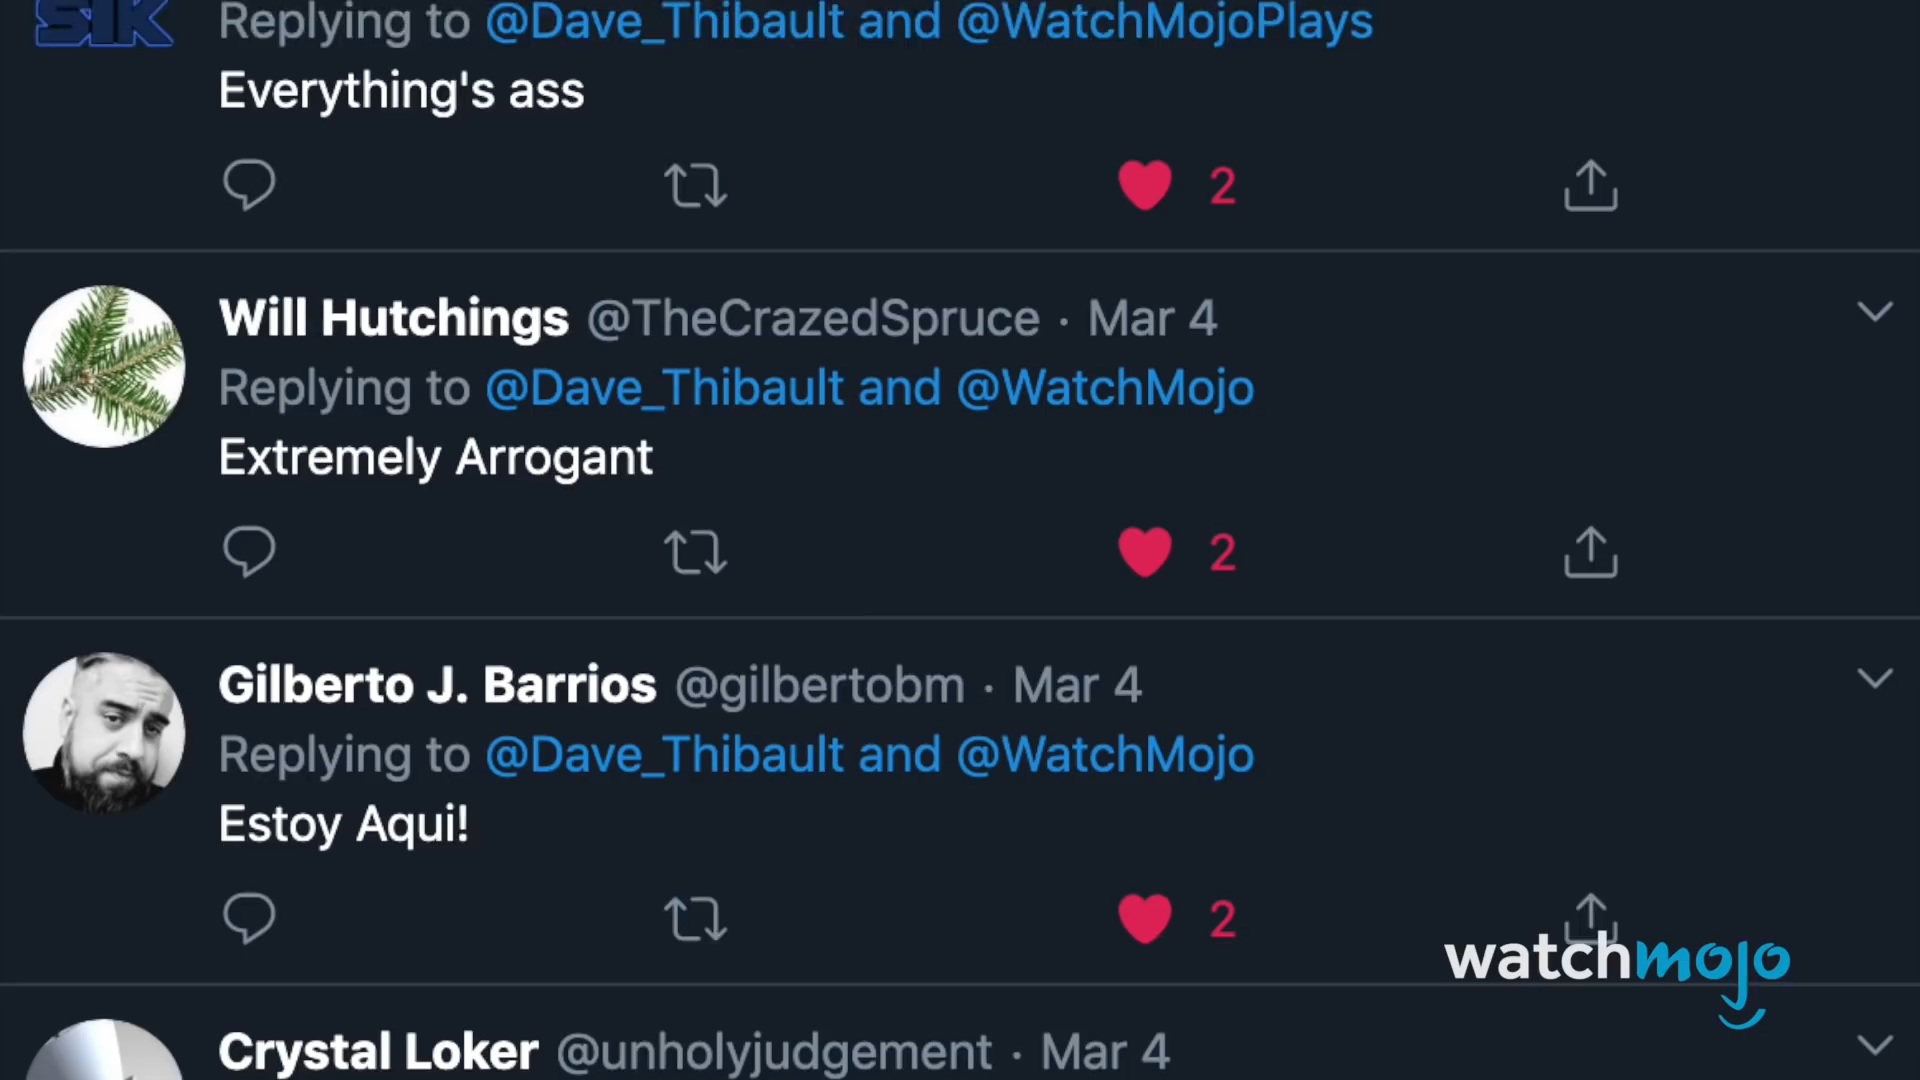 SIK
Replying to @Dave_Thibault and @WatchMojoPlays
Everything's ass
2
Will Hutchings @TheCrazedSpruce · Mar 4
Replying to @Dave_Thibault and @WatchMojo
Extremely Arrogant
2
Gilberto J. Barrios @gilbertobm · Mar 4
Replying to @Dave_Thibault and @WatchMojo
Estoy Aqui!
2
watchmojo
Crystal Loker @unholyjudgement · Mar 4